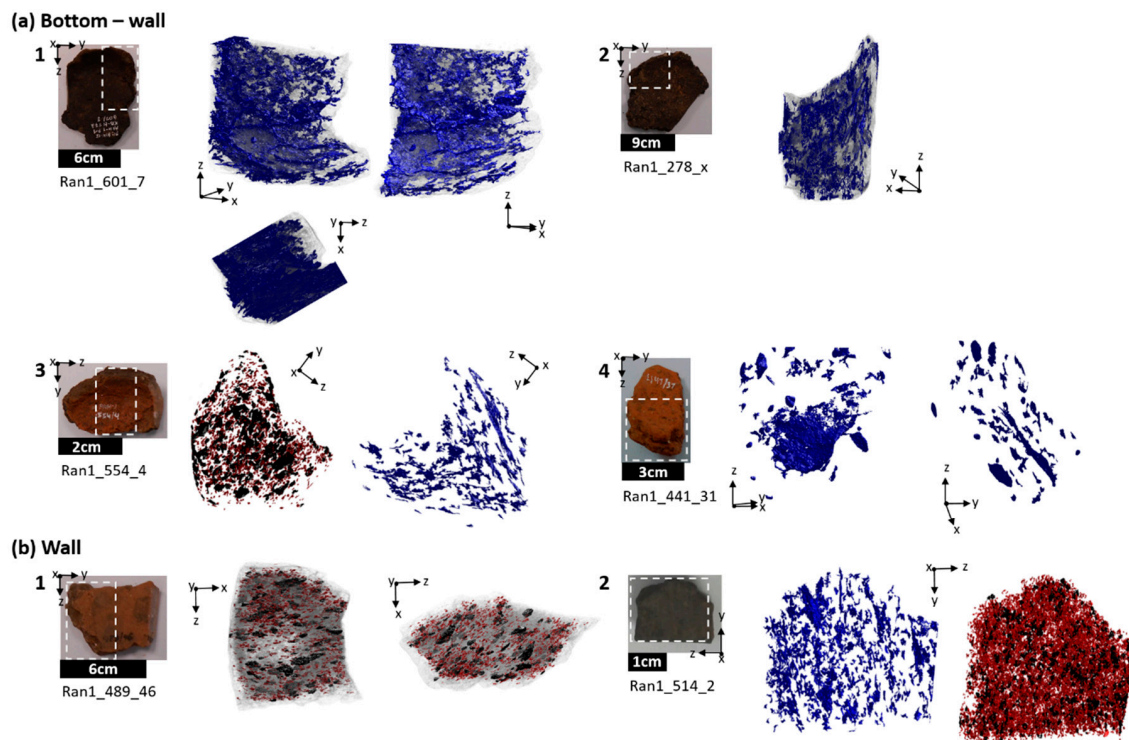 (a) Bottom – wall
1
x y
z
6cm
Ran1_601_7
z
y
x
z
y
x
y z
x
2
x y
z
9cm
Ran1_278_x
z
y
x
3
x z
y
2cm
Ran1_554_4
y
x
z
z
x
y
4
x y
z
3cm
Ran1_441_31
z
y
x
z
y
x
(b) Wall
1
x y
z
6cm
Ran1_489_46
y x
z
y z
x
2
1cm
Ran1_514_2
y
z
x
x z
y